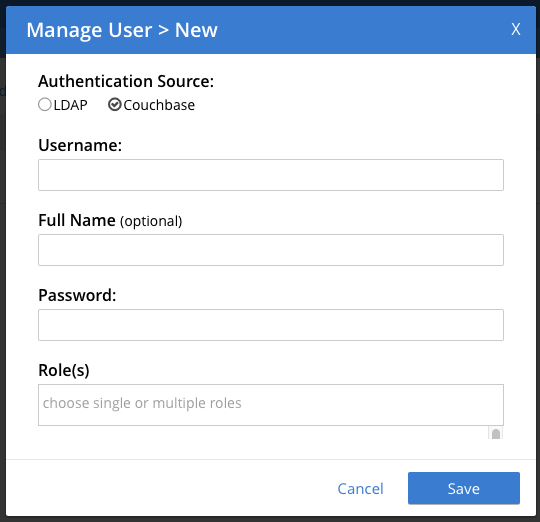 Manage User > New X
Authentication Source:
LDAP Couchbase
Username:
Full Name (optional)
Password:
Role(s)
choose single or multiple roles
Cancel Save